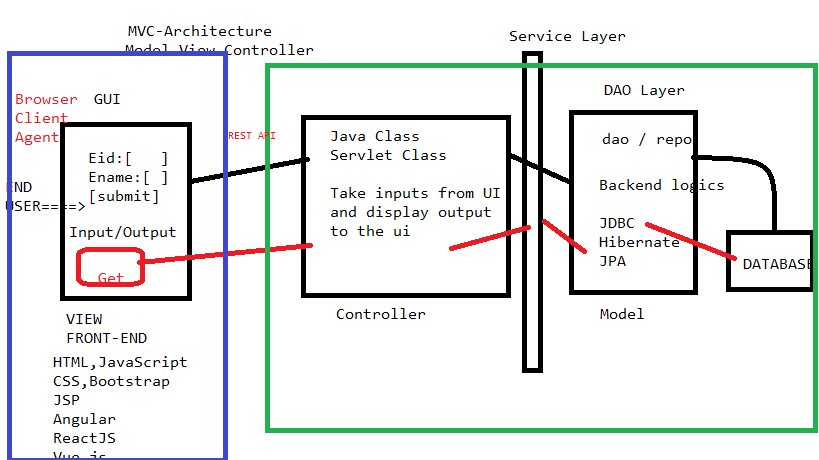 MVC-Architecture
Model View Controller
Service Layer
DAO Layer
Browser GUI
Client
Agent
REST API
Eid:[ ]
Ename:[ ]
[submit]
END
USER====>
Input/Output
Get
VIEW
FRONT-END
HTML,JavaScript
CSS,Bootstrap
JSP
Angular
ReactJS
Vue.js
Java Class
Servlet Class
Take inputs from UI
and display output
to the ui
Controller
dao / repo
Backend logics
JDBC
Hibernate
JPA
Model
DATABASE